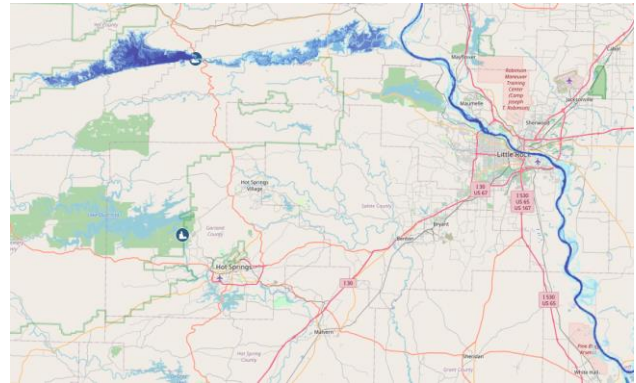 Mayflower
Cabot
Robinson
Maneuver
Training
Center
(Camp
Joseph
T. Robinson)
Jacksonville
Maumelle
Sherwood
Little Rock
I 30
US 67
I 530
US 65
US 167
Hot Springs
Village
Saline County
Garland
County
Bryant
Benton
Hot Springs
I 30
I 530
US 65
Malvern
Hot Spring
County
Sheridan
Grant County
Pine Bluff
White Hall